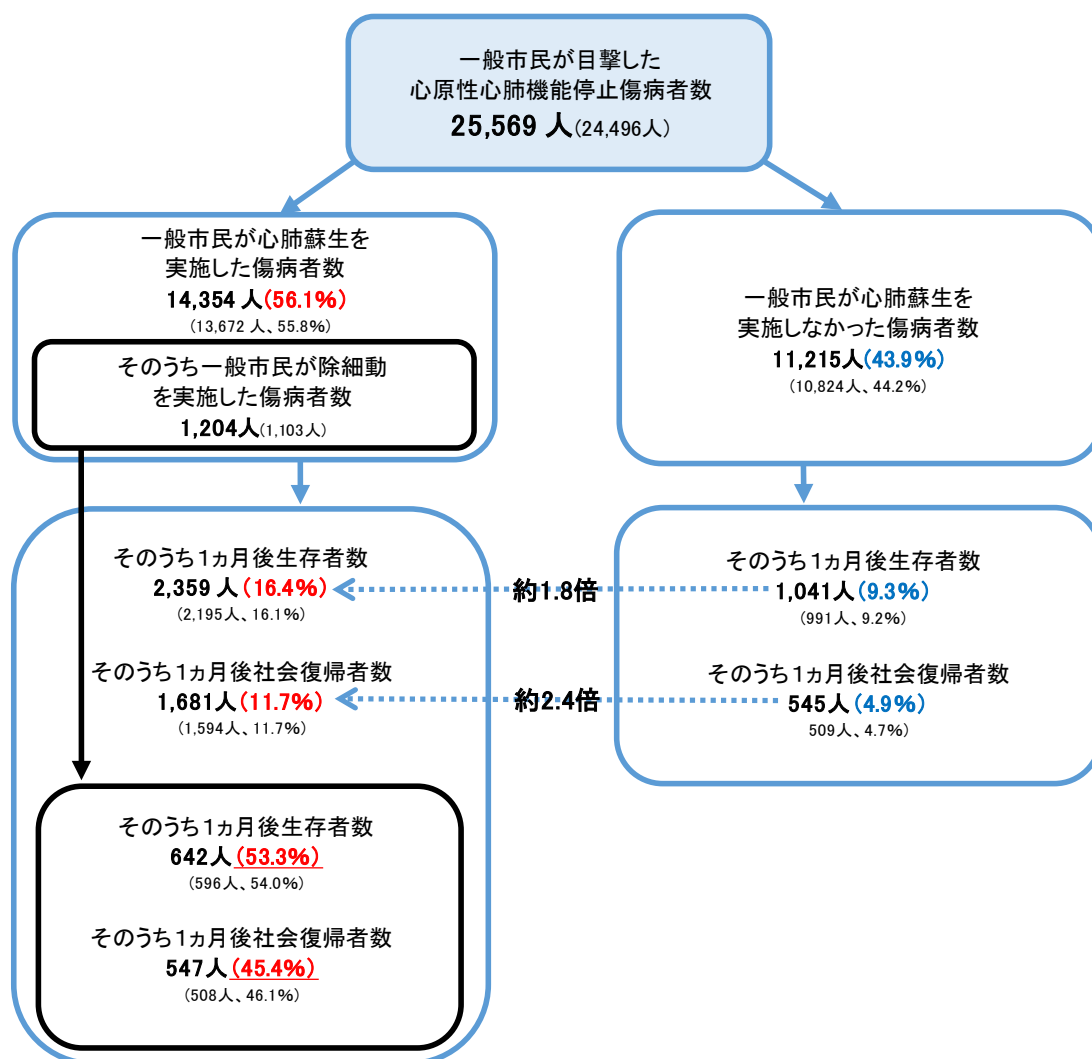 一般市民が目撃した
心原性心肺機能停止傷病者数
25,569 人(24,496人)
一般市民が心肺蘇生を
実施した傷病者数
14,354 人(56.1%)
(13,672 人、55.8%)
そのうち一般市民が除細動
を実施した傷病者数
1,204人(1,103人)
一般市民が心肺蘇生を
実施しなかった傷病者数
11,215人(43.9%)
(10,824人、44.2%)
そのうち1ヵ月後生存者数
2,359 人(16.4%)
(2,195人、16.1%)
約1.8倍
そのうち1ヵ月後生存者数
1,041人(9.3%)
(991人、9.2%)
そのうち1ヵ月後社会復帰者数
1,681人(11.7%)
(1,594人、11.7%)
約2.4倍
そのうち1ヵ月後社会復帰者数
545人(4.9%)
509人、4.7%)
そのうち1ヵ月後生存者数
642人(53.3%)
(596人、54.0%)
そのうち1ヵ月後社会復帰者数
547人(45.4%)
(508人、46.1%)